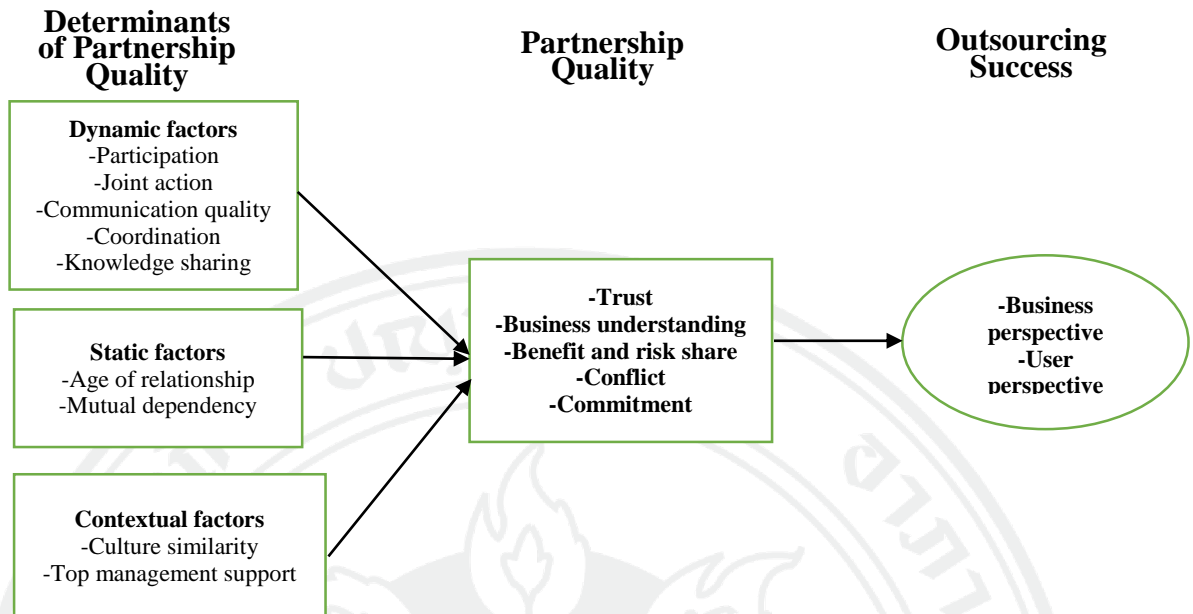 Determinants
of Partnership
Quality
Partnership
Quality
Outsourcing
Success
Dynamic factors
-Participation
-Joint action
-Communication quality
-Coordination
-Knowledge sharing
Static factors
-Age of relationship
-Mutual dependency
Contextual factors
-Culture similarity
-Top management support
-Trust
-Business understanding
-Benefit and risk share
-Conflict
-Commitment
-Business
perspective
-User
perspective